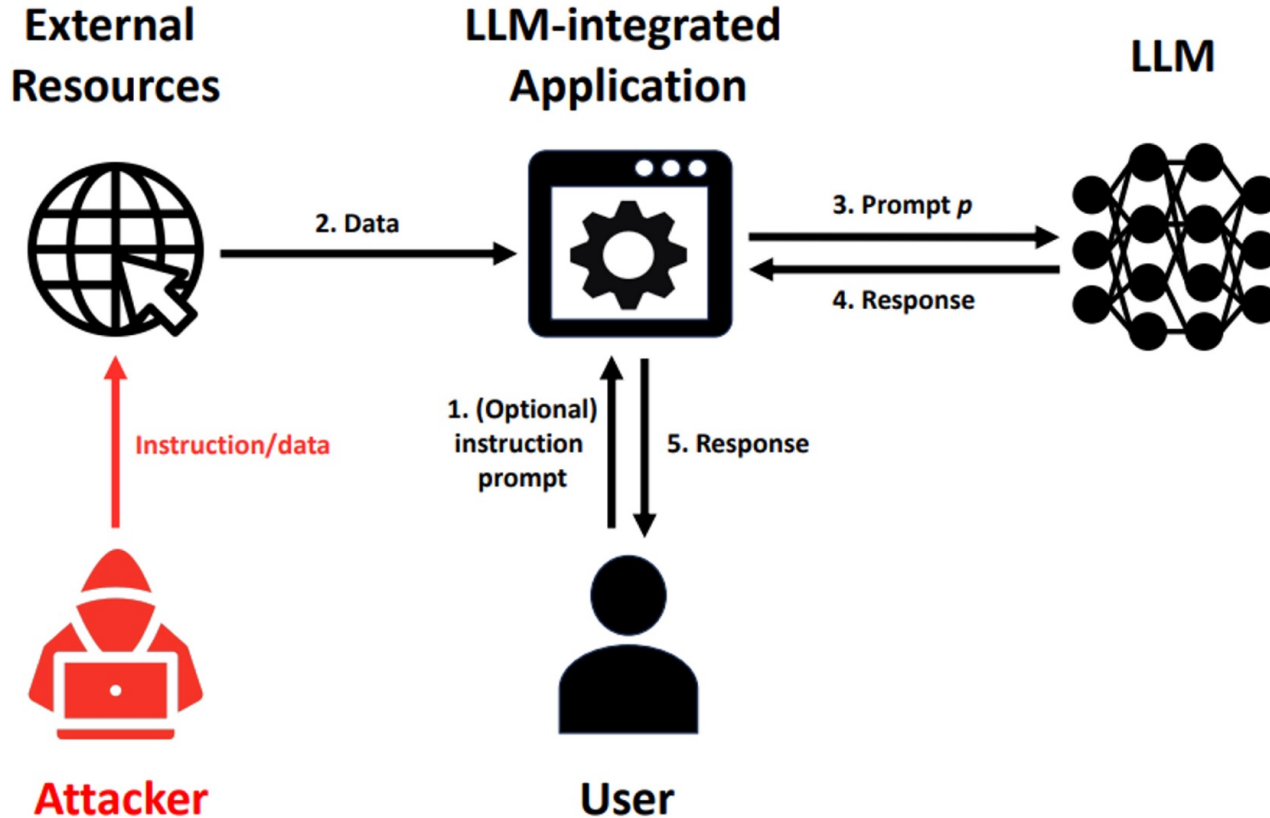 External
Resources
LLM-integrated
Application
LLM
2. Data
3. Prompt p
4. Response
Instruction/data
1. (Optional)
instruction
prompt
5. Response
Attacker
User